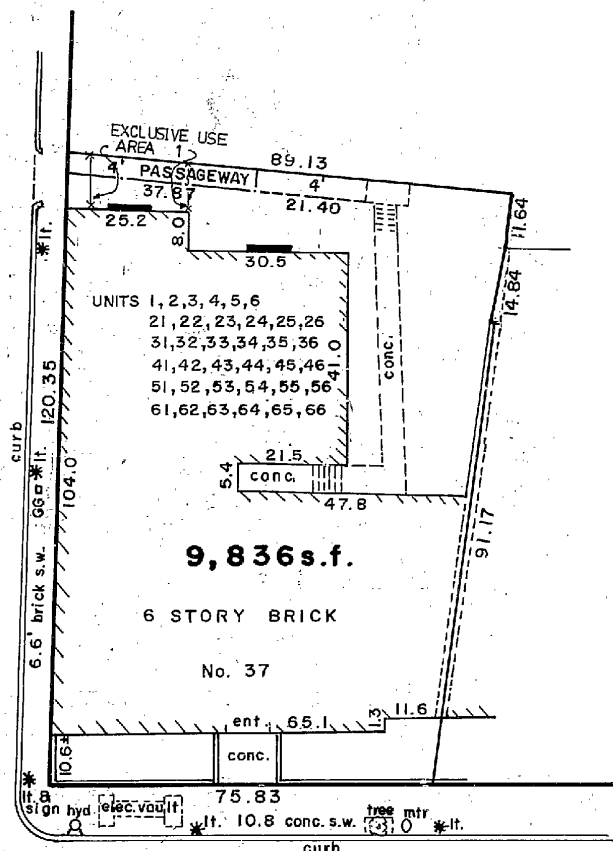 EXCLUSIVE USE
AREA 1
89.13
4'
PASSAGEWAY
4'
37.8
21.40
11.64
25.2
8.0
*lt.
30.5
14.84
UNITS 1,2,3,4,5,6
21,22,23,24,25,26
31,32,33,34,35,36
41,42,43,44,45,46
51,52,53,54,55,56
61,62,63,64,65,66
41.0
conc.
120.35
curb
21.5
*lt.
GG
conc.
5.4
104.0
47.8
91.17
9,836 s.f.
6.6' brick s.w.
6 STORY BRICK
No. 37
11.6
1.3
ent.
65.1
10.6±
conc.
lt.&
sign
hyd.
elec. vault
75.83
*lt.
10.8 conc. s.w.
tree
mtr
*lt.
curb